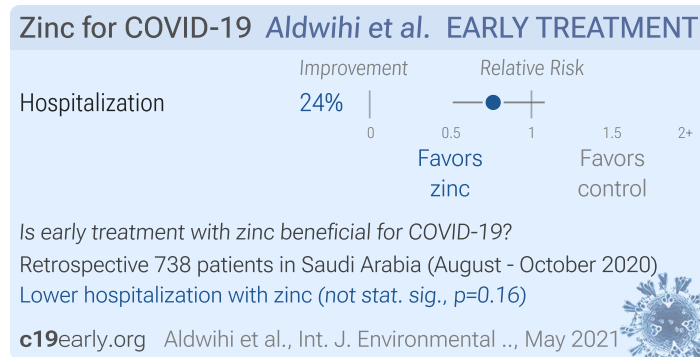 Zinc for COVID-19 Aldwihi et al. EARLY TREATMENT
Improvement Relative Risk
Hospitalization 24%
0 0.5 1 1.5 2+
Favors zinc
Favors control
Is early treatment with zinc beneficial for COVID-19?
Retrospective 738 patients in Saudi Arabia (August - October 2020)
Lower hospitalization with zinc (not stat. sig., p=0.16)
c19early.org Aldwihi et al., Int. J. Environmental .., May 2021